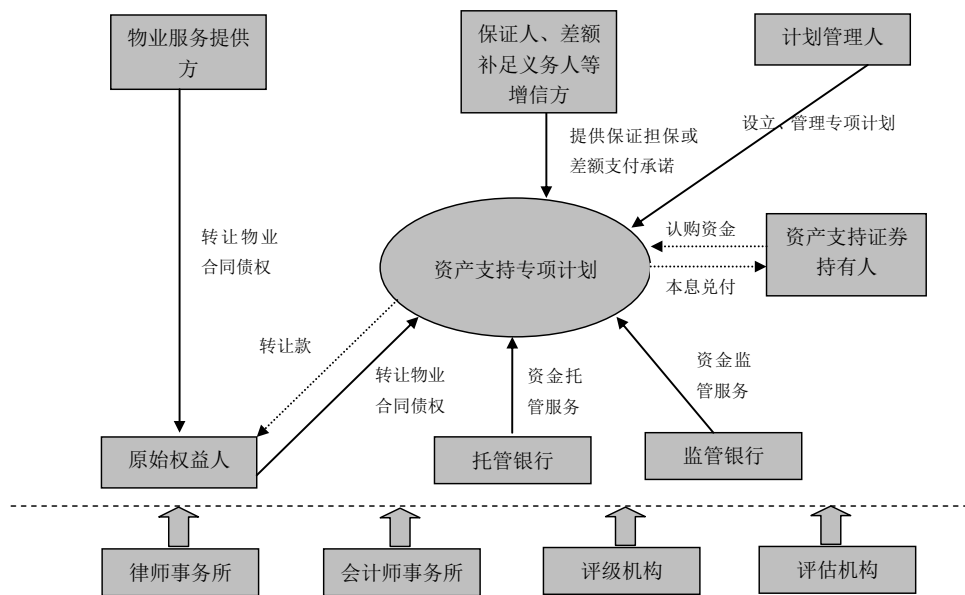 物业服务提供
方
保证人、差额
补足义务人等
增信方
计划管理人
提供保证担保或
差额支付承诺
设立、管理专项计划
转让物业
合同债权
资产支持专项计划
认购资金
本息兑付
资产支持证券
持有人
转让款
转让物业
合同债权
资金托
管服务
资金监
管服务
原始权益人
托管银行
监管银行
律师事务所
会计师事务所
评级机构
评估机构